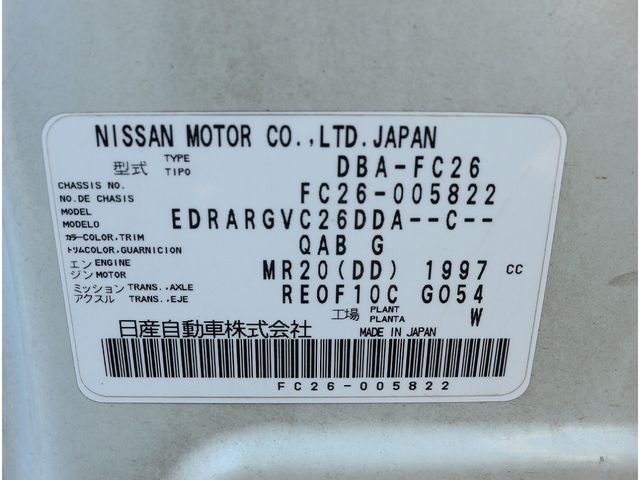 NISSAN MOTOR CO.,LTD.JAPAN
型式 TYPE TIPO DBA-FC26
CHASSIS NO. NO.DE CHASIS FC26-005822
MODEL MODELO EDRARGVC26DDA--C--
カラーCOLOR,TRIM トリムCOLOR,GUARNICION QAB G
エンジン ENGINE MOTOR MR20(DD) 1997 CC
ミッション TRANS.,AXLE アクスル TRANS.,EJE RE0F10C G054
工場 PLANT PLANTA W
日産自動車株式会社 MADE IN JAPAN
FC26-005822